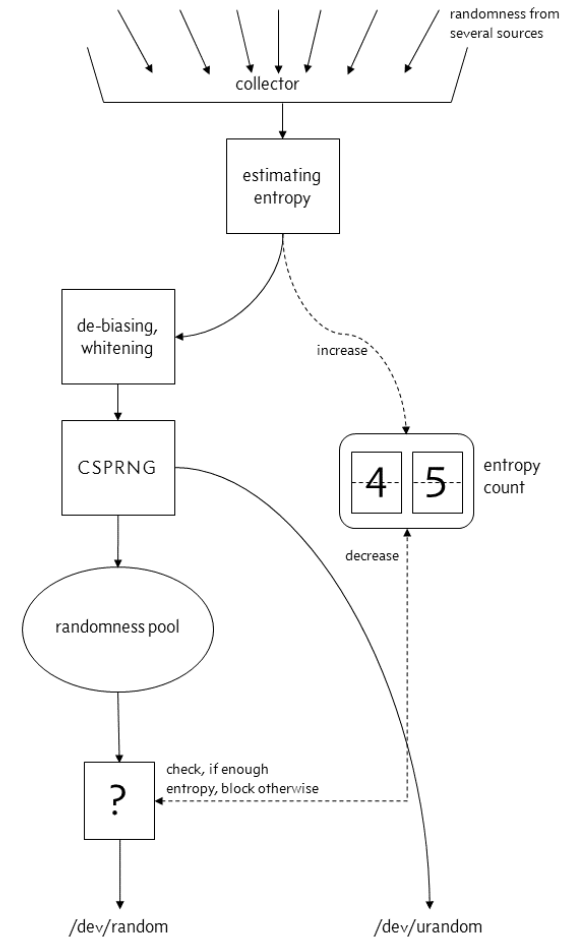 randomness from
several sources
collector
estimating
entropy
de-biasing,
whitening
increase
CSPRNG
4 5
entropy
count
decrease
randomness pool
check, if enough
entropy, block otherwise
?
/dev/random
/dev/urandom